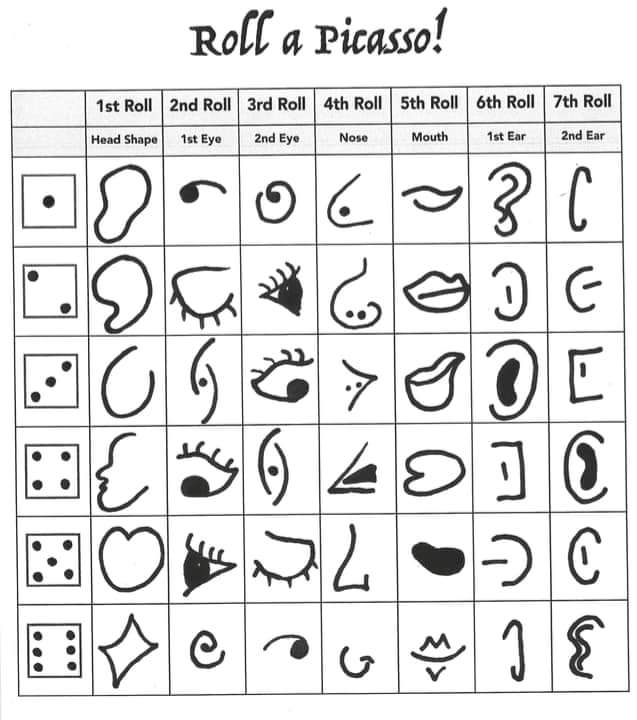 Roll a Picasso!
1st Roll 2nd Roll 3rd Roll 4th Roll 5th Roll 6th Roll 7th Roll
Head Shape 1st Eye 2nd Eye Nose Mouth 1st Ear 2nd Ear